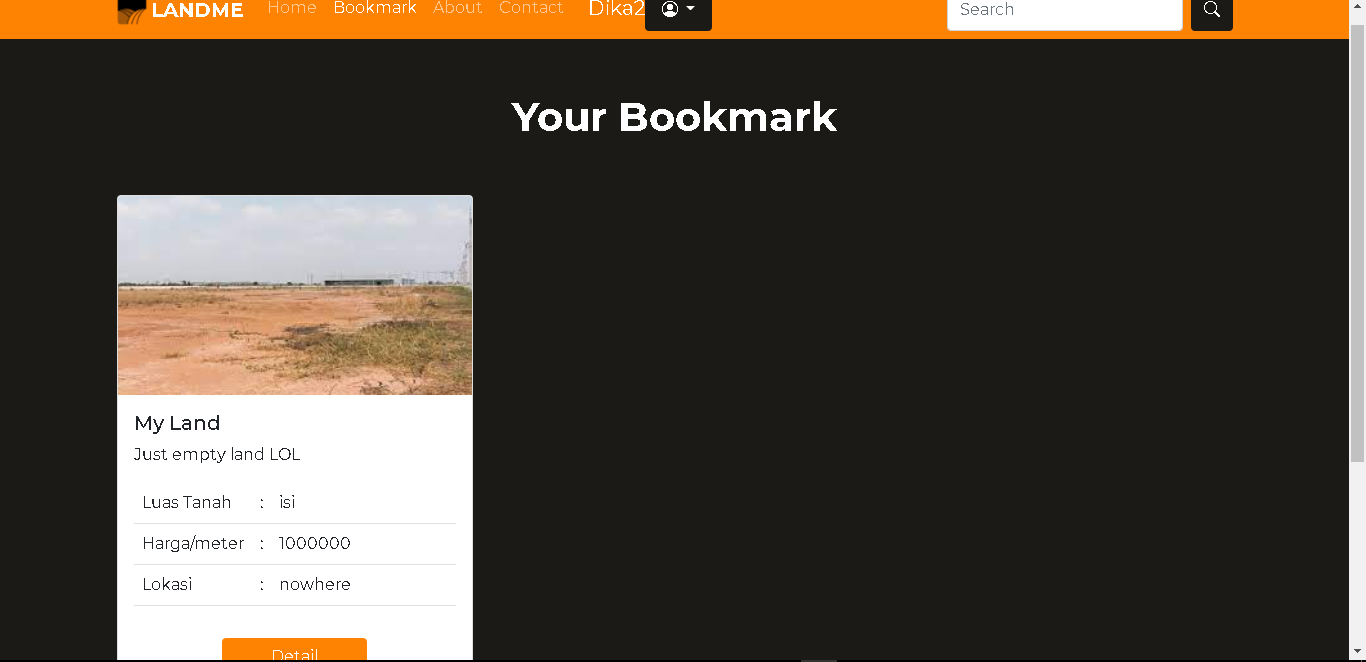 LANDME Home Bookmark About Contact Dika2 Search
Your Bookmark
My Land
Just empty land LOL
Luas Tanah : isi
Harga/meter : 1000000
Lokasi : nowhere
Detail